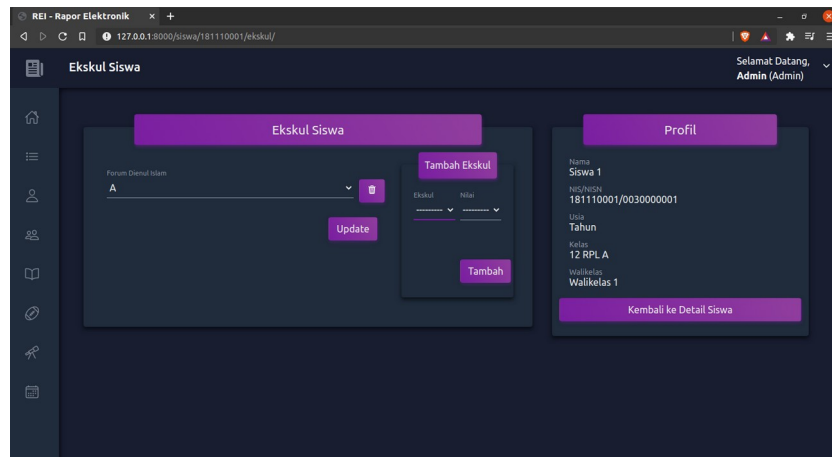 REI - Rapor Elektronik
127.0.0.1:8000/siswa/181110001/ekskul/
Ekskul Siswa
Selamat Datang,
Admin (Admin)
Ekskul Siswa
Forum Dienul Islam
A
Update
Tambah Ekskul
Ekskul Nilai
--------- ---------
Tambah
Profil
Nama
Siswa 1
NIS/NISN
181110001/0030000001
Usia
Tahun
Kelas
12 RPL A
Walikelas
Walikelas 1
Kembali ke Detail Siswa